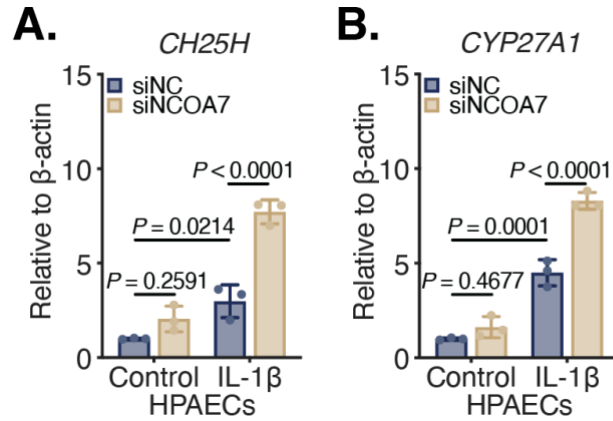 A.
CH25H
Relative to β-actin
15
10
5
0
siNC
siNCOA7
P < 0.0001
P = 0.0214
P = 0.2591
Control IL-1β
HPAECs
B.
CYP27A1
Relative to β-actin
15
10
5
0
siNC
siNCOA7
P < 0.0001
P = 0.0001
P = 0.4677
Control IL-1β
HPAECs